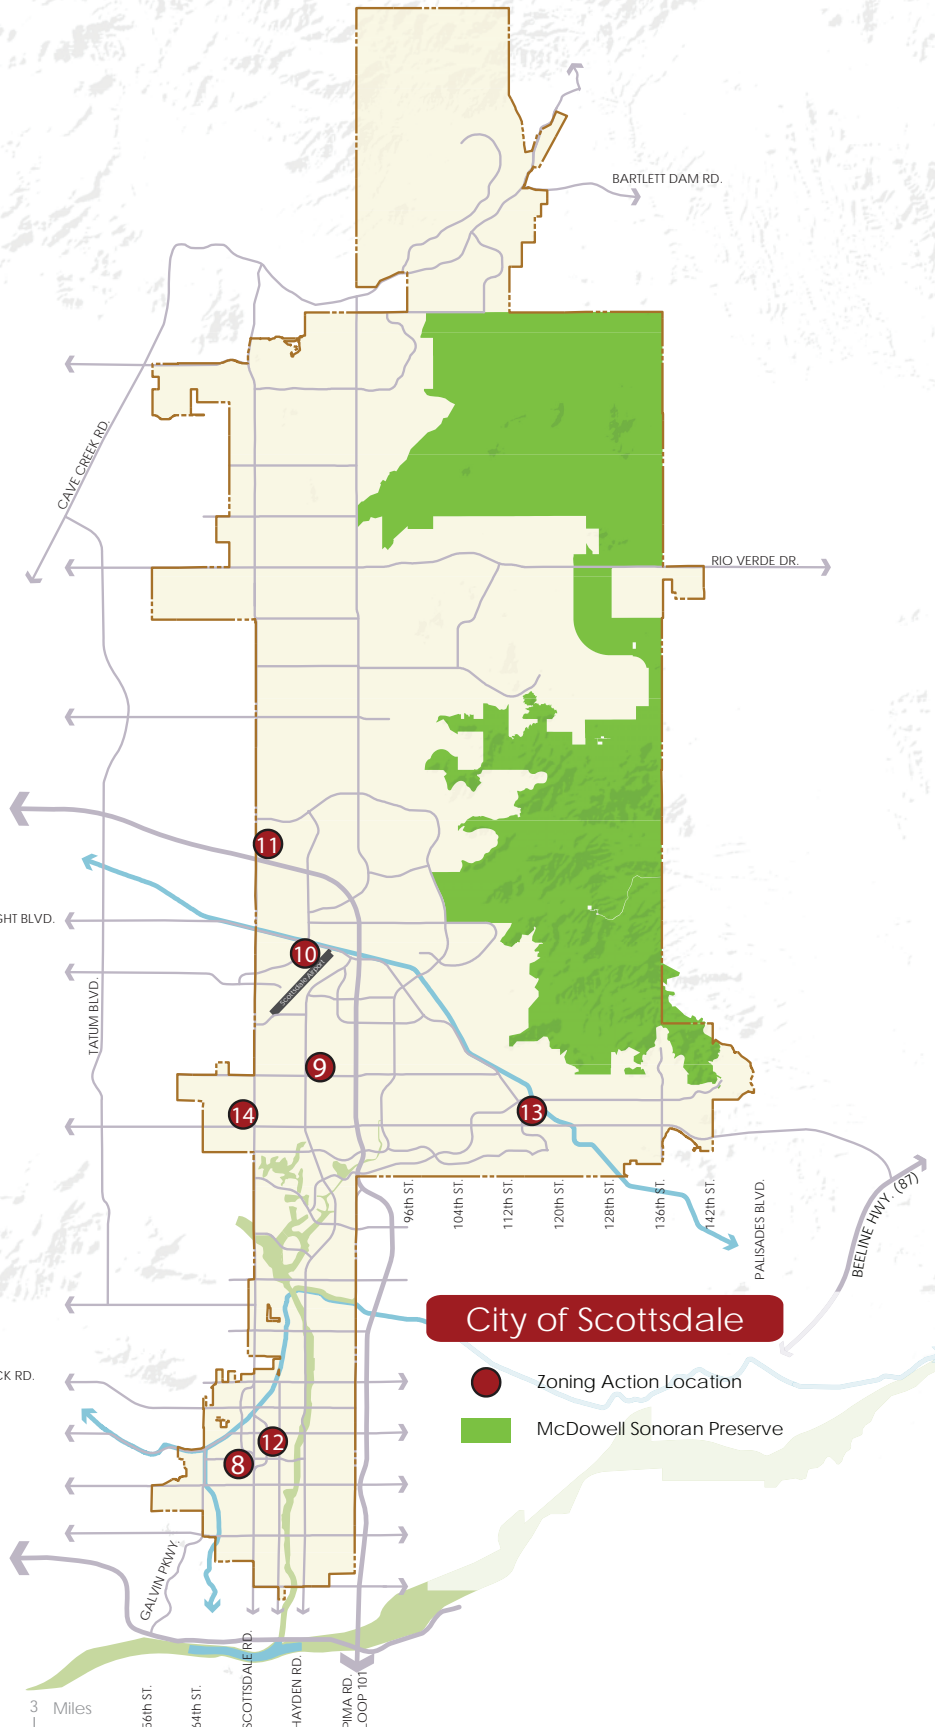 BARTLETT DAM RD.
CAVE CREEK RD.
RIO VERDE DR.
11
GHT BLVD.
10
Scottsdale Airport
TATUM BLVD.
9
14
13
96th ST.
104th ST.
112th ST.
120th ST.
128th ST.
136th ST.
142th ST.
PALISADES BLVD.
BEELINE HWY. (87)
City of Scottsdale
CK RD.
Zoning Action Location
McDowell Sonoran Preserve
12
8
GALVIN PKWY.
3 Miles
56th ST.
64th ST.
SCOTTSDALE RD.
HAYDEN RD.
PIMA RD.
LOOP 101